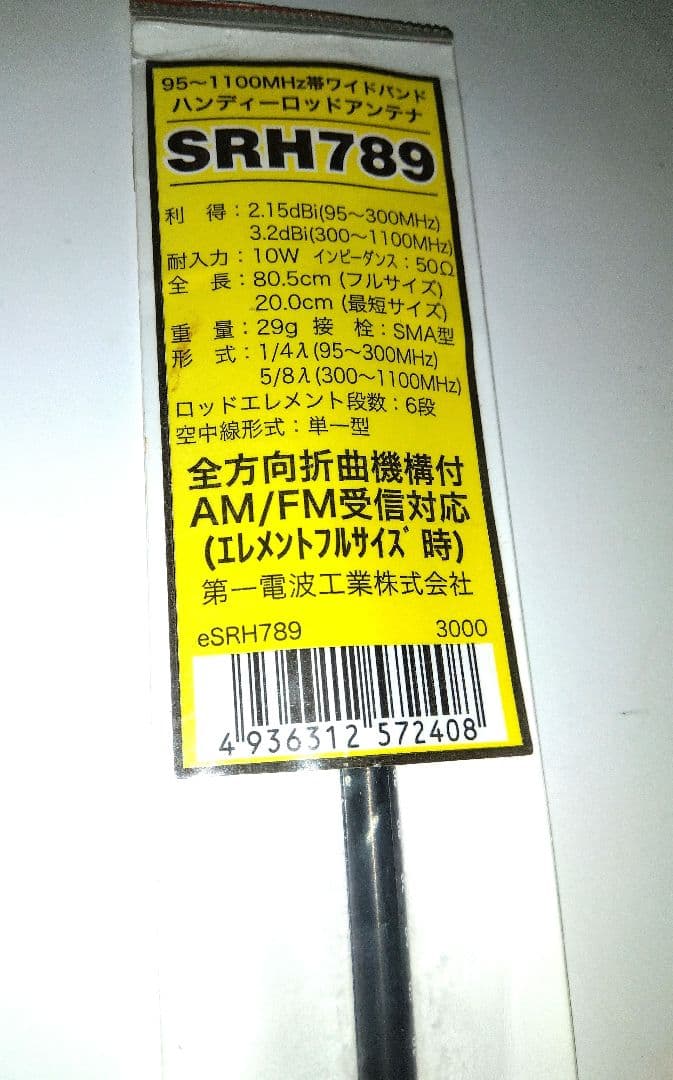 95～1100MHz帯ワイドバンド
ハンディーロッドアンテナ
SRH789
利　得：2.15dBi(95～300MHz)
3.2dBi(300～1100MHz)
耐入力：10W ｲﾝﾋﾟｰﾀﾞﾝｽ：50Ω
全　長：80.5cm (フルサイズ)
20.0cm (最短サイズ)
重　量：29g 接　栓：SMA型
形　式：1/4λ(95～300MHz)
5/8λ(300～1100MHz)
ロッドエレメント段数：6段
空中線形式：単一型
全方向折曲機構付
AM/FM受信対応
(ｴﾚﾒﾝﾄﾌﾙｻｲｽﾞ時)
第一電波工業株式会社
eSRH789 3000
4 936312 572408